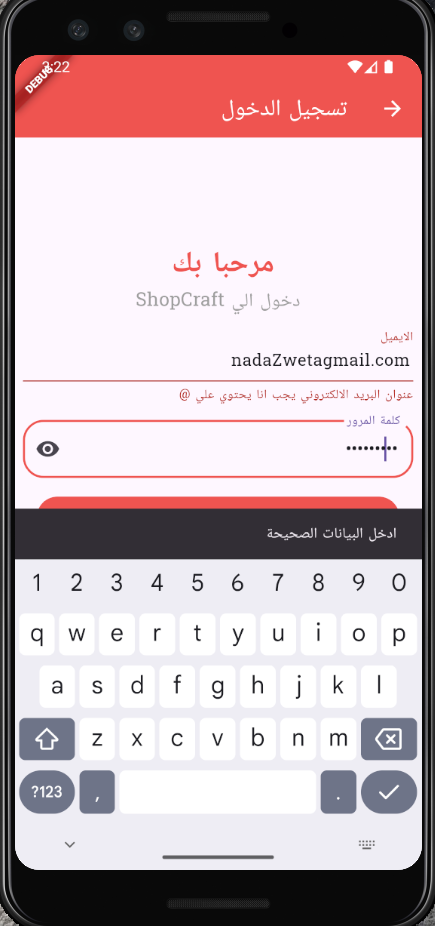 3:22
DEBUG
تسجيل الدخول
مرحبا بك
دخول الي ShopCraft
الايميل
nadaZwetagmail.com
عنوان البريد الالكتروني يجب انا يحتوي علي @
كلمة المرور
ادخل البيانات الصحيحة
1 2 3 4 5 6 7 8 9 0
q w e r t y u i o p
a s d f g h j k l
z x c v b n m
?123 , .